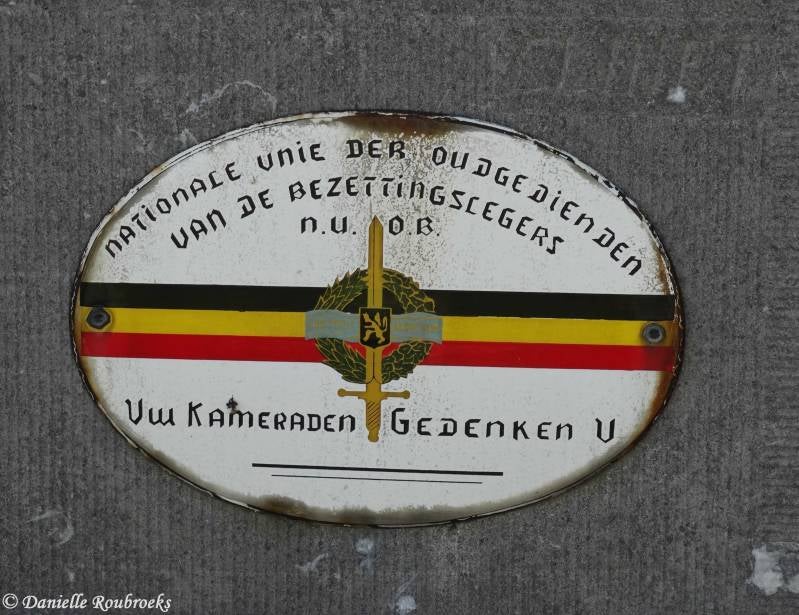 NATIONALE UNIE DER OUDGEDIENDEN
VAN DE BEZETTINGSLEGERS
N.U. O.B.
UW KAMERADEN GEDENKEN U
© Danielle Roubroeks